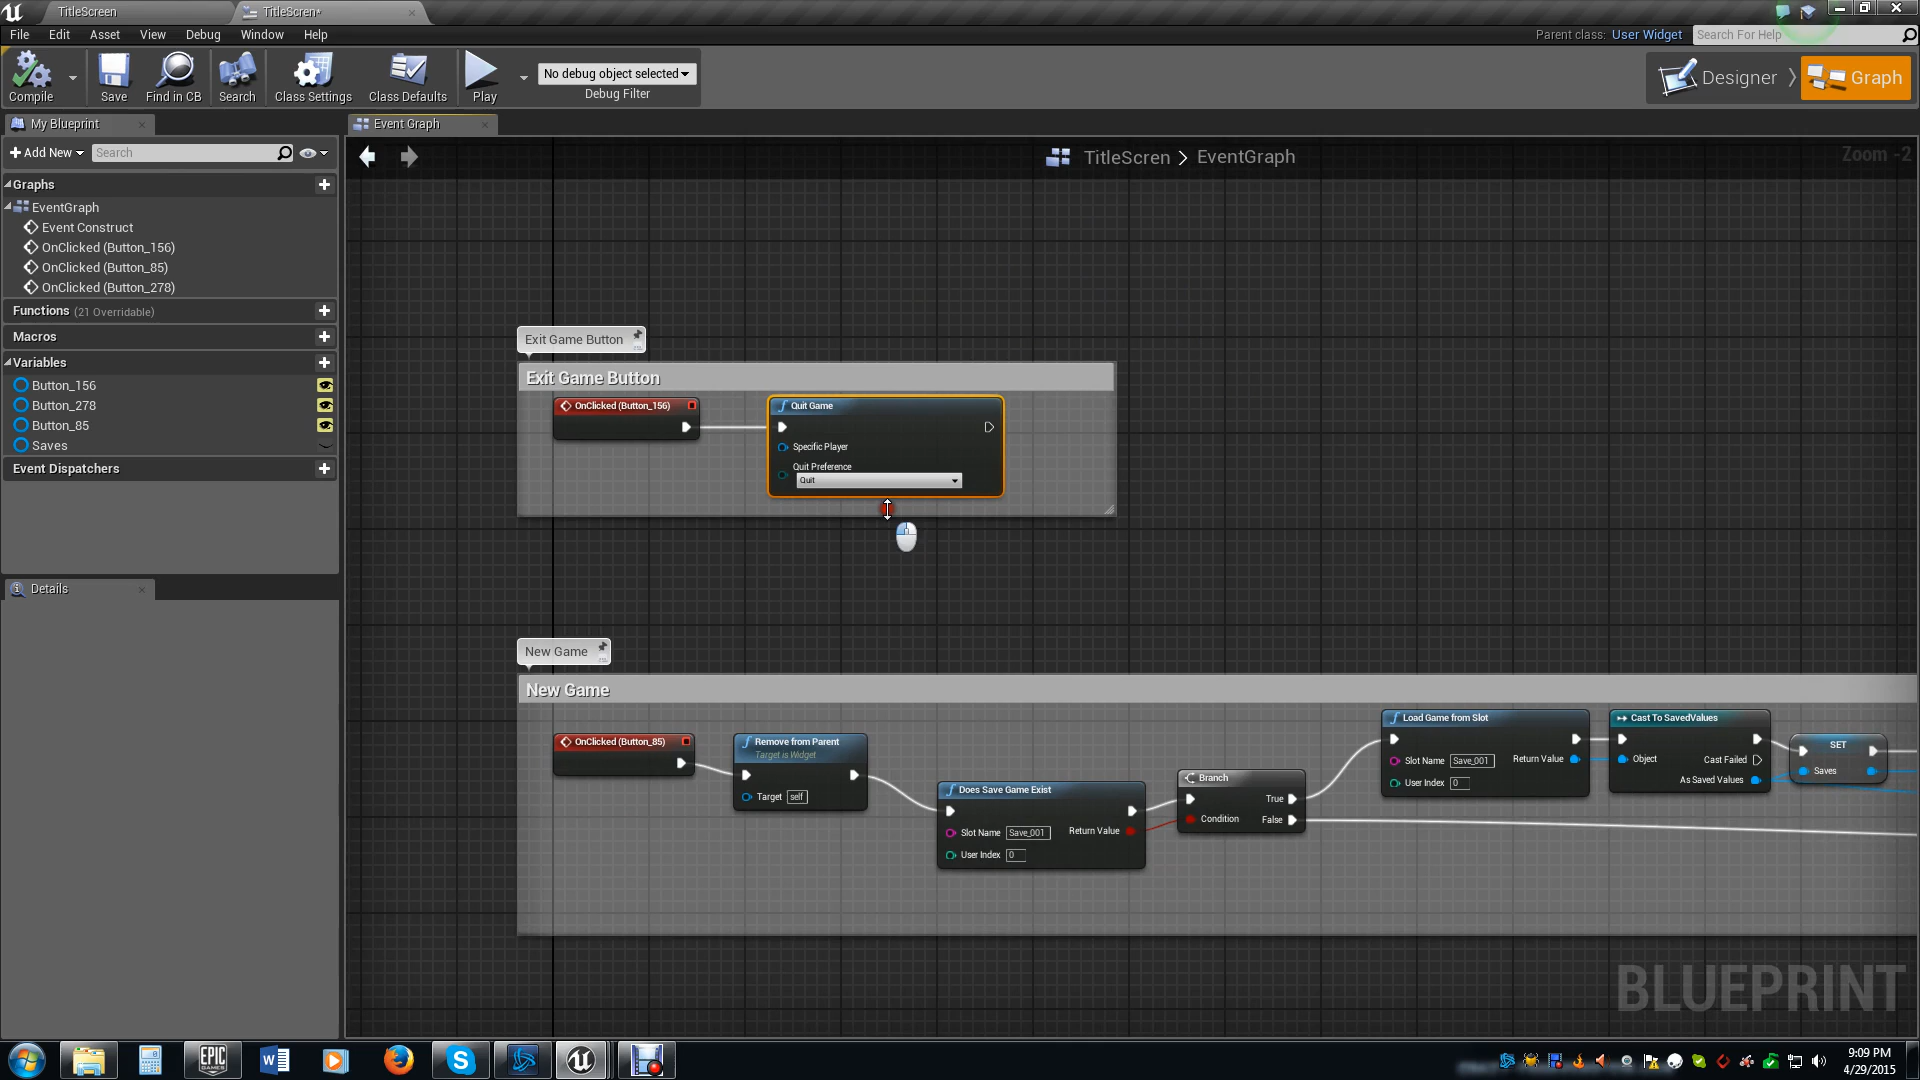 TitleScreen
TitleScren*
File Edit Asset View Debug Window Help
Parent class: User Widget
Search For Help
Compile
Save
Find in CB
Search
Class Settings
Class Defaults
Play
No debug object selected
Debug Filter
Designer
Graph
My Blueprint
Event Graph
Add New
Search
TitleScren > EventGraph
Zoom -2
Graphs
EventGraph
Event Construct
OnClicked (Button_156)
OnClicked (Button_85)
OnClicked (Button_278)
Functions (21 Overridable)
Macros
Variables
Button_156
Button_278
Button_85
Saves
Event Dispatchers
Details
Exit Game Button
Exit Game Button
OnClicked (Button_156)
Quit Game
Specific Player
Quit Preference
Quit
New Game
New Game
OnClicked (Button_85)
Remove from Parent
Target is Widget
Target self
Does Save Game Exist
Slot Name Save_001 Return Value
User Index 0
Branch
True
Condition False
Load Game from Slot
Slot Name Save_001 Return Value
User Index 0
Cast To SavedValues
Object Cast Failed
As Saved Values
SET
Saves
BLUEPRINT
EPIC
GAMES
9:09 PM
4/29/2015